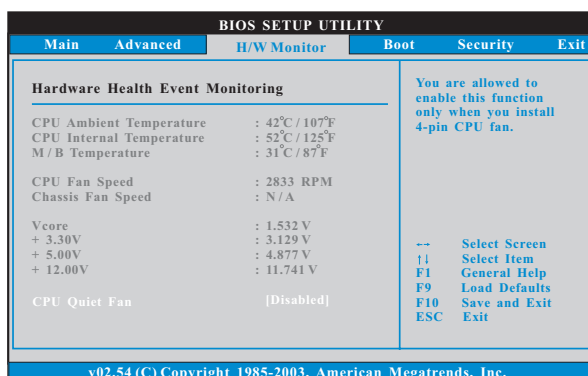 BIOS SETUP UTILITY
Main Advanced H/W Monitor Boot Security Exit
Hardware Health Event Monitoring
CPU Ambient Temperature : 42°C / 107°F
CPU Internal Temperature : 52°C / 125°F
M / B Temperature : 31°C / 87°F
CPU Fan Speed : 2833 RPM
Chassis Fan Speed : N / A
Vcore : 1.532 V
+ 3.30V : 3.129 V
+ 5.00V : 4.877 V
+ 12.00V : 11.741 V
CPU Quiet Fan [Disabled]
You are allowed to
enable this function
only when you install
4-pin CPU fan.
←→ Select Screen
↑↓ Select Item
F1 General Help
F9 Load Defaults
F10 Save and Exit
ESC Exit
v02.54 (C) Copyright 1985-2003, American Megatrends, Inc.